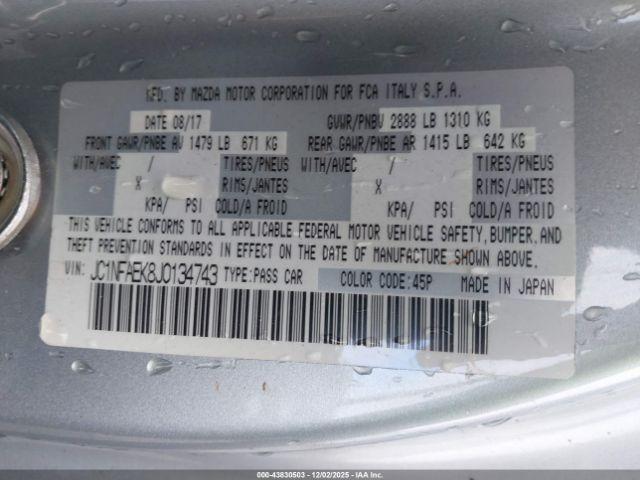 MFD. BY MAZDA MOTOR CORPORATION FOR FCA ITALY S.P.A.
DATE 08/17 GVWR/PNBV 2888 LB 1310 KG
FRONT GAWR/PNBE AV 1479 LB 671 KG REAR GAWR/PNBE AR 1415 LB 642 KG
WITH/AVEC / TIRES/PNEUS WITH/AVEC / TIRES/PNEUS
X RIMS/JANTES X RIMS/JANTES
KPA/ PSI COLD/A FROID KPA/ PSI COLD/A FROID
THIS VEHICLE CONFORMS TO ALL APPLICABLE FEDERAL MOTOR VEHICLE SAFETY, BUMPER, AND
THEFT PREVENTION STANDARDS IN EFFECT ON THE DATE OF MANUFACTURE SHOWN ABOVE.
VIN: JC1NFAEK8J0134743 TYPE:PASS CAR COLOR CODE:45P MADE IN JAPAN
000-43830503 | 12/02/2025 - IAAI.COM